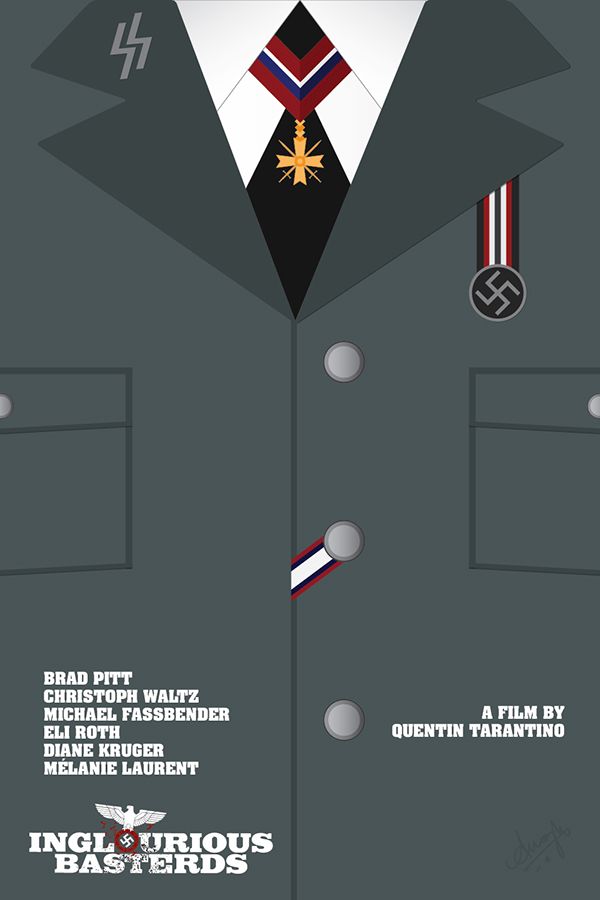 BRAD PITT
CHRISTOPH WALTZ
MICHAEL FASSBENDER
ELI ROTH
DIANE KRUGER
MÉLANIE LAURENT
A FILM BY
QUENTIN TARANTINO
INGLOURIOUS
BASTERDS